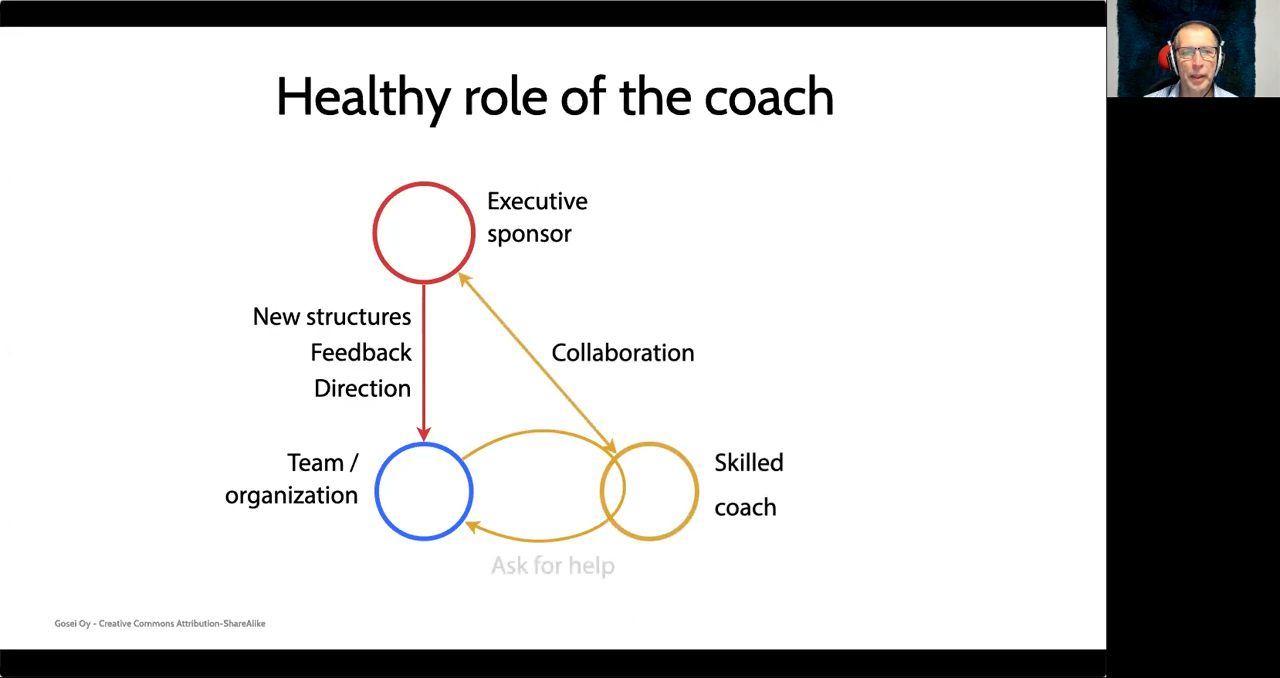 Healthy role of the coach
Executive
sponsor
New structures
Feedback
Direction
Collaboration
Team /
organization
Skilled
coach
Ask for help
Gosei Oy - Creative Commons Attribution-ShareAlike